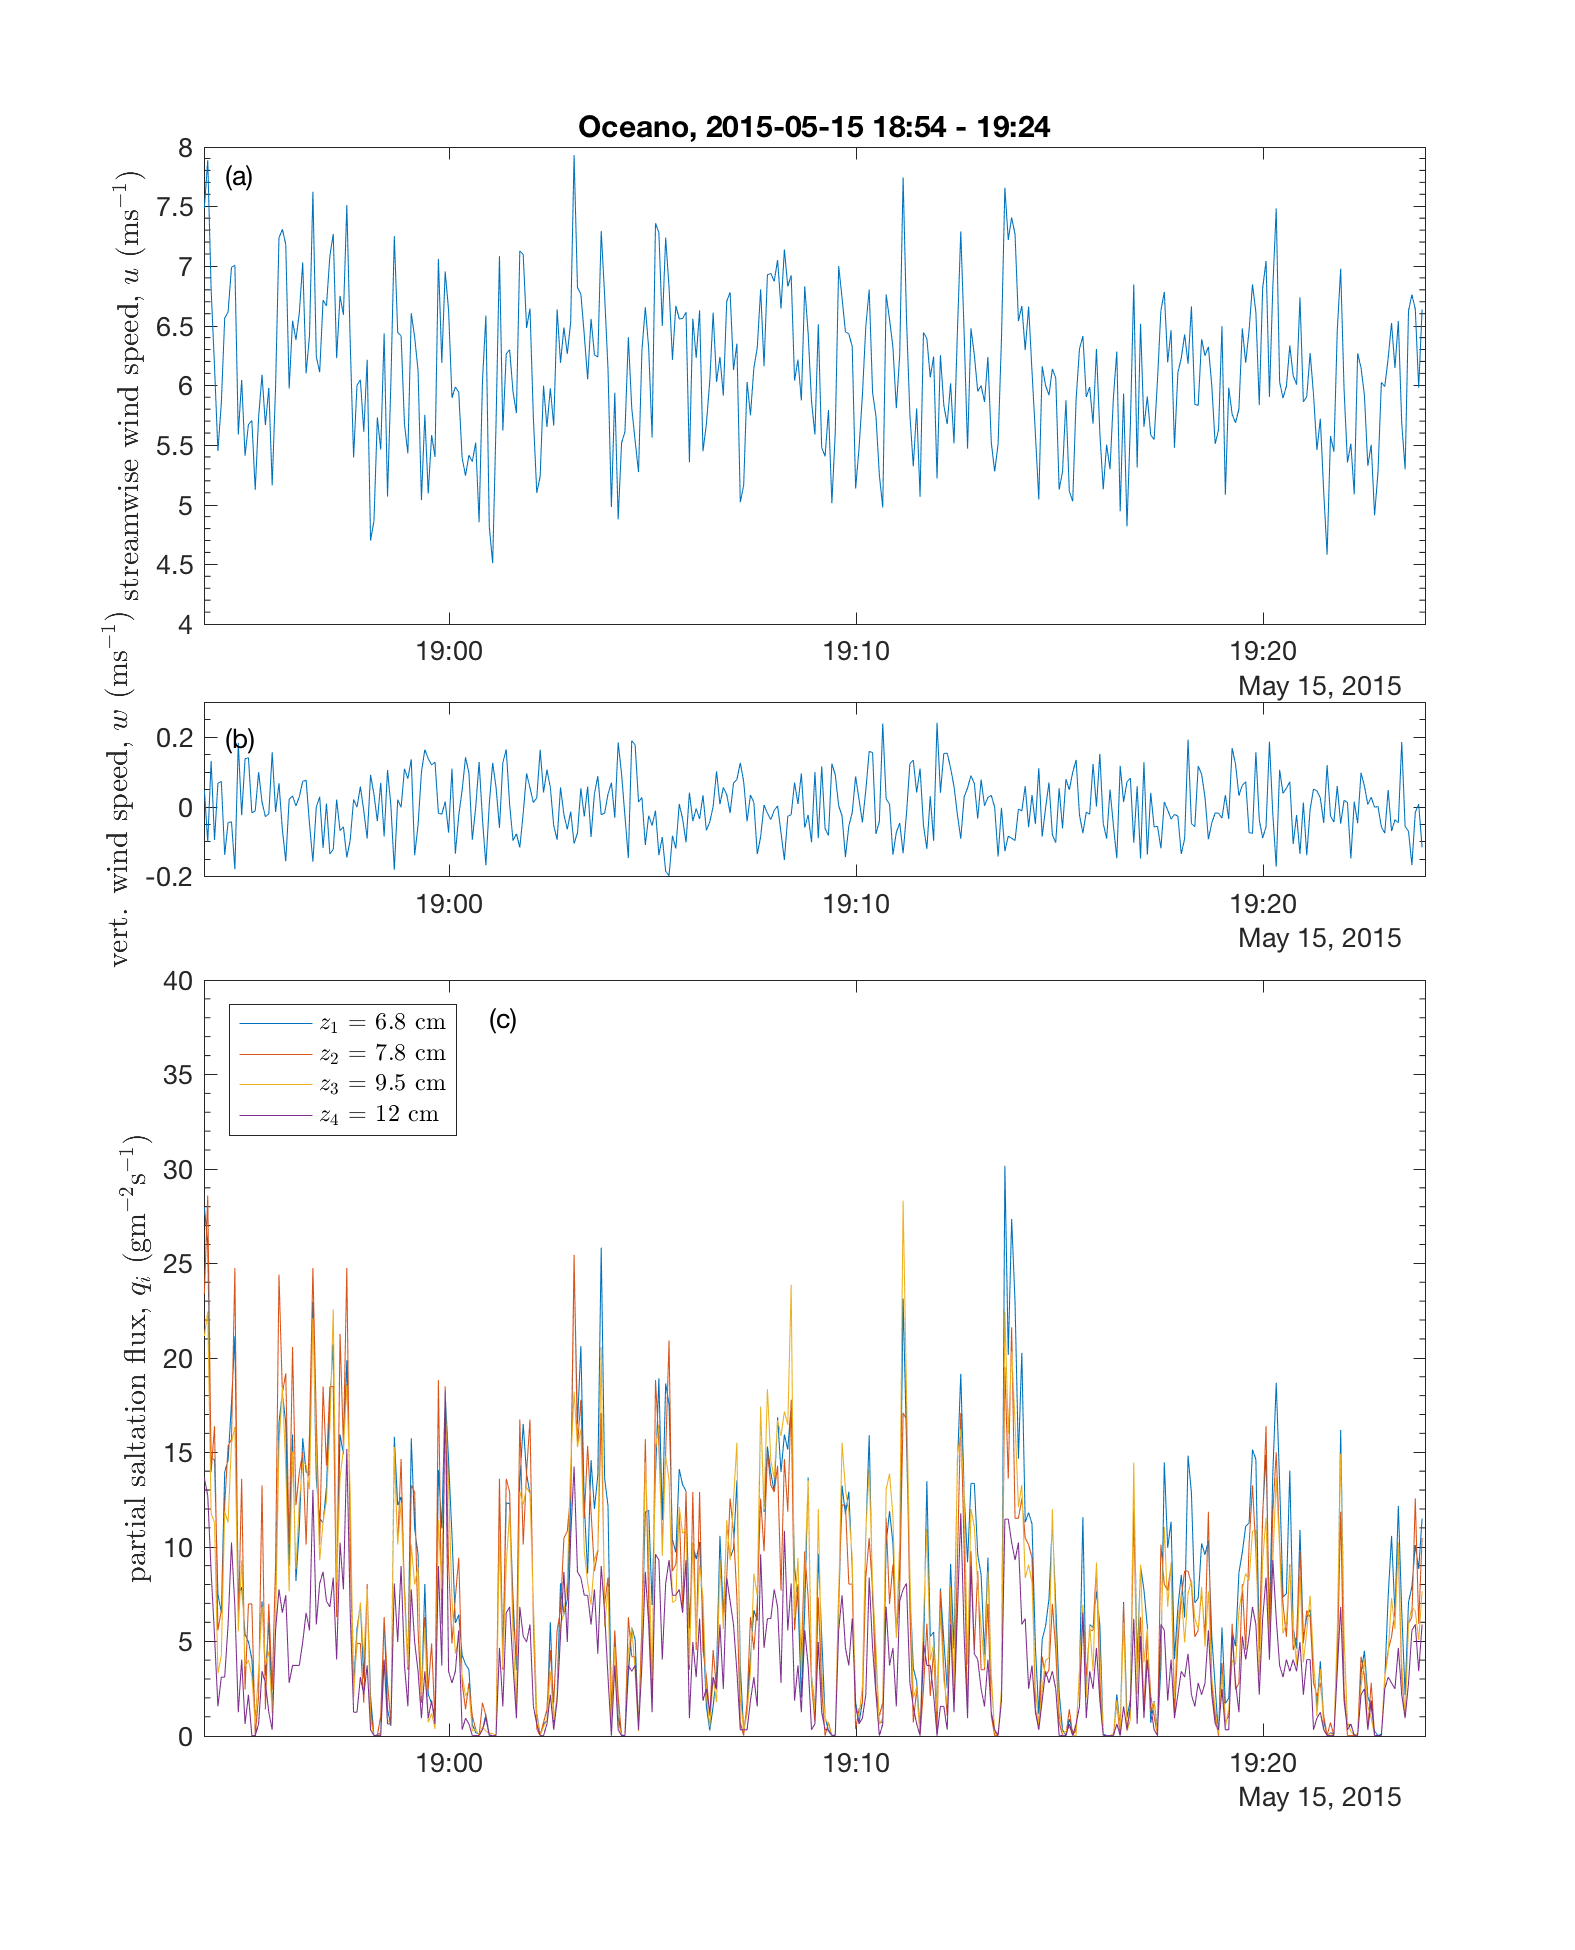 Oceano, 2015-05-15 18:54 - 19:24
streamwise wind speed, u (ms⁻¹)
(a)
8
7.5
7
6.5
6
5.5
5
4.5
4
19:00 19:10 19:20
May 15, 2015
vert. wind speed, w (ms⁻¹)
(b)
0.2
0
-0.2
19:00 19:10 19:20
May 15, 2015
partial saltation flux, qᵢ (gm⁻²s⁻¹)
(c)
z₁ = 6.8 cm
z₂ = 7.8 cm
z₃ = 9.5 cm
z₄ = 12 cm
40
35
30
25
20
15
10
5
0
19:00 19:10 19:20
May 15, 2015